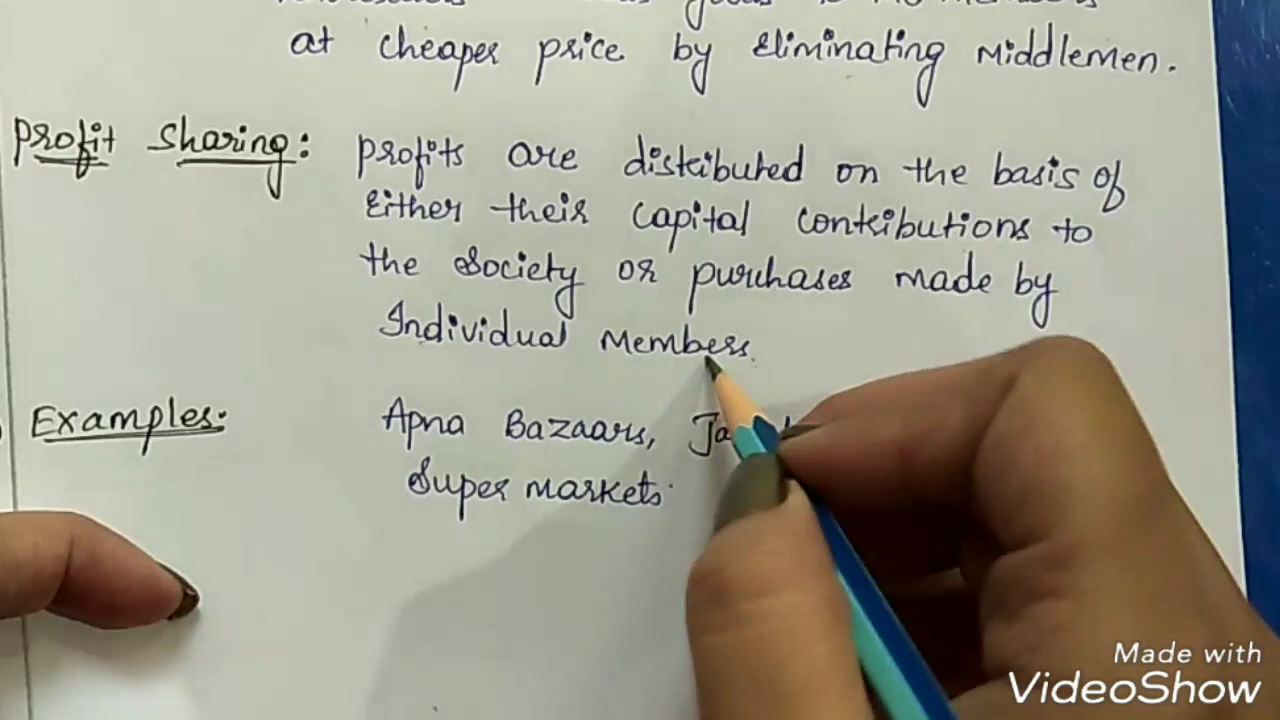 at cheaper price by Eliminating Middlemen.
Profit Sharing: Profits are distributed on the basis of
Either their Capital Contributions to
the Society or purchases made by
Individual Members.
Examples: Apna Bazaars,
Super markets.
Made with
VideoShow